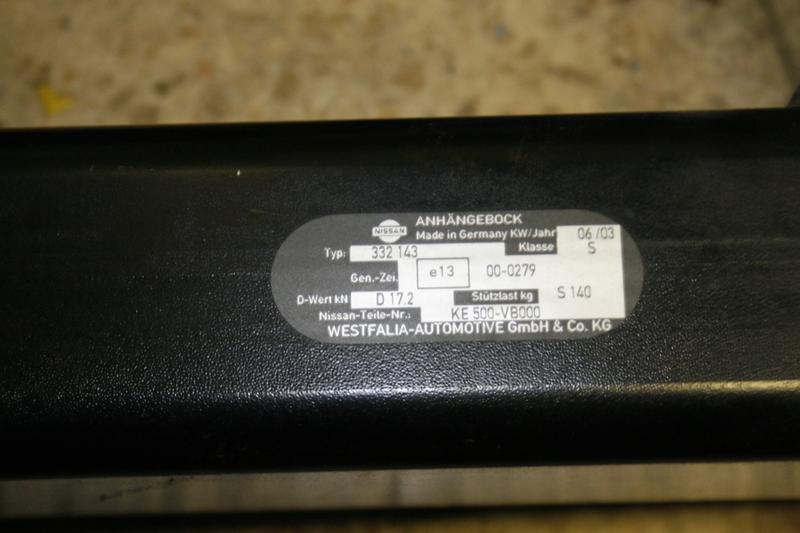 NISSAN
ANHÄNGEBOCK
Made in Germany KW/Jahr 06/03
Typ: 332 143 Klasse S
Gen.-Zei. e13 00-0279
D-Wert kN D 17.2 Stützlast kg S 140
Nissan-Teile-Nr.: KE 500-VB000
WESTFALIA-AUTOMOTIVE GmbH & Co. KG